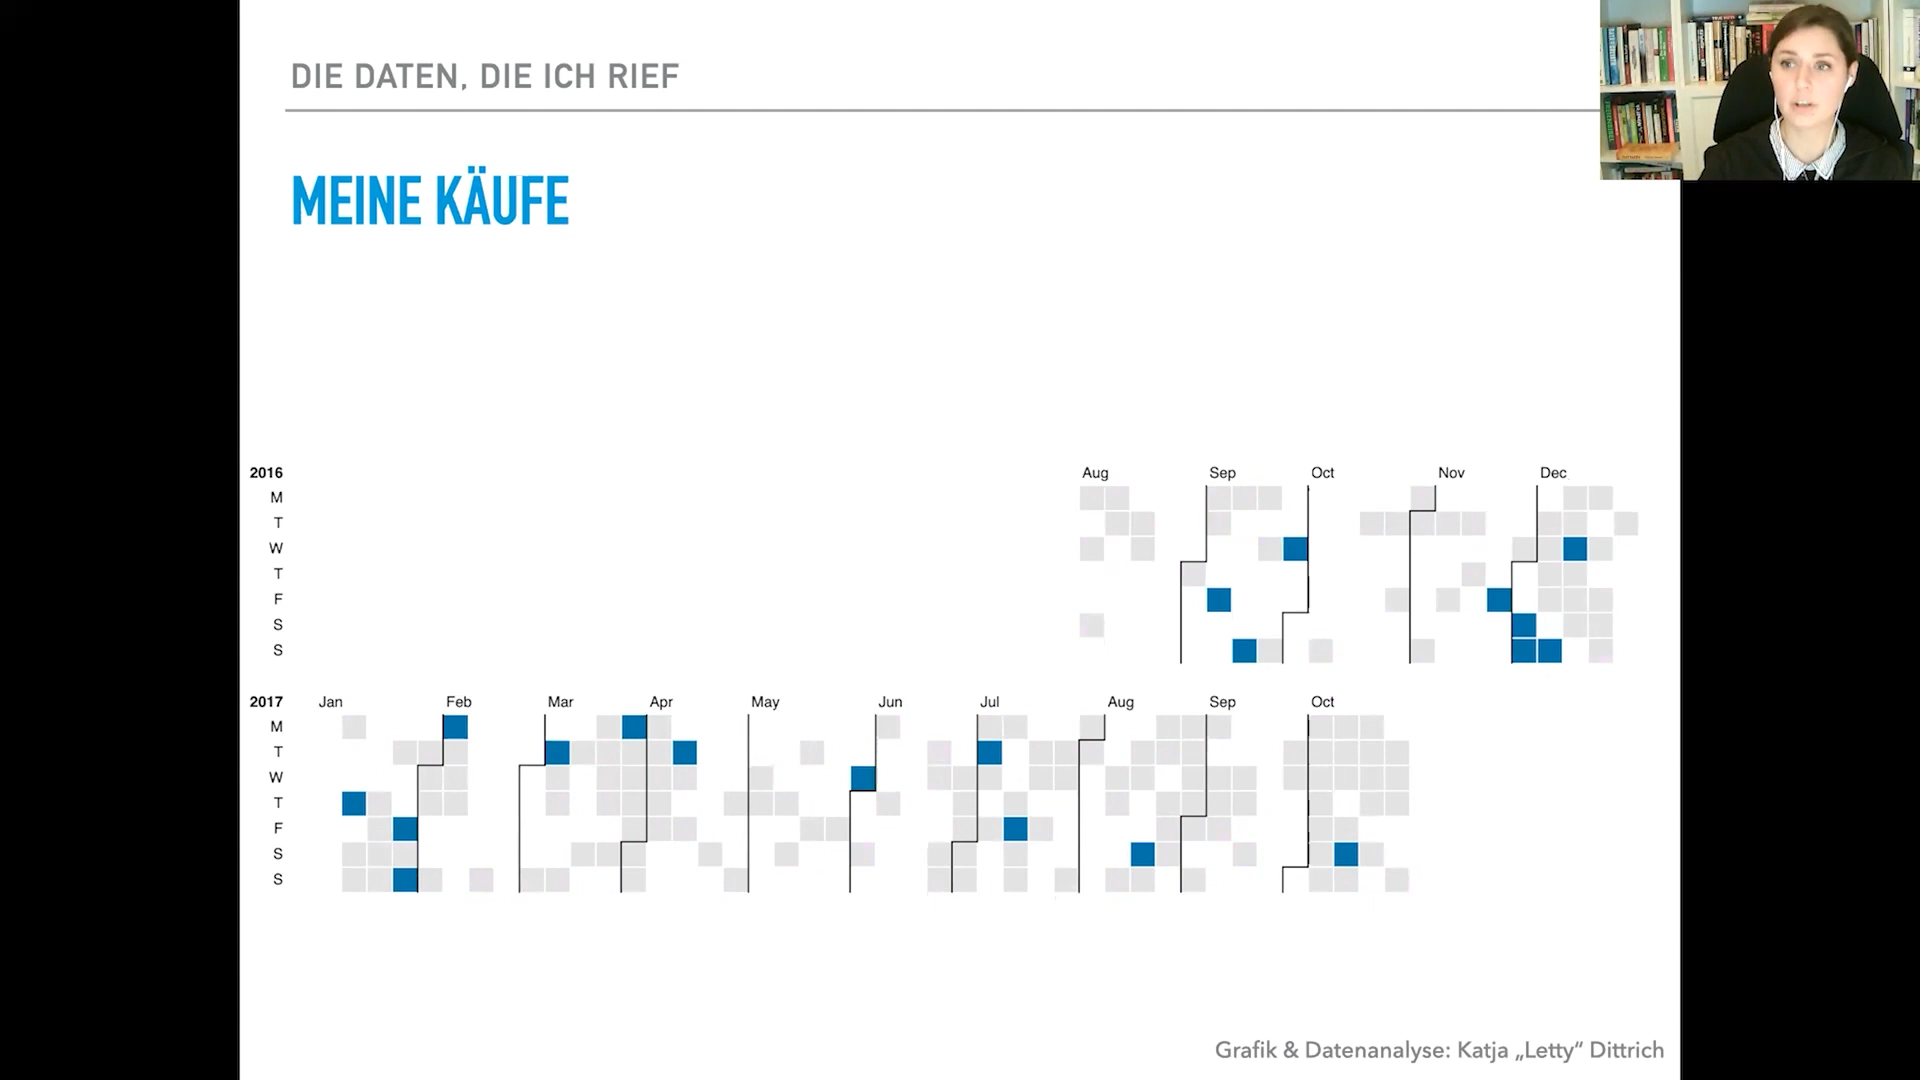 DIE DATEN, DIE ICH RIEF
MEINE KÄUFE
2016 Aug Sep Oct Nov Dec
M
T
W
T
F
S
S
2017 Jan Feb Mar Apr May Jun Jul Aug Sep Oct
M
T
W
T
F
S
S
Grafik & Datenanalyse: Katja „Letty“ Dittrich